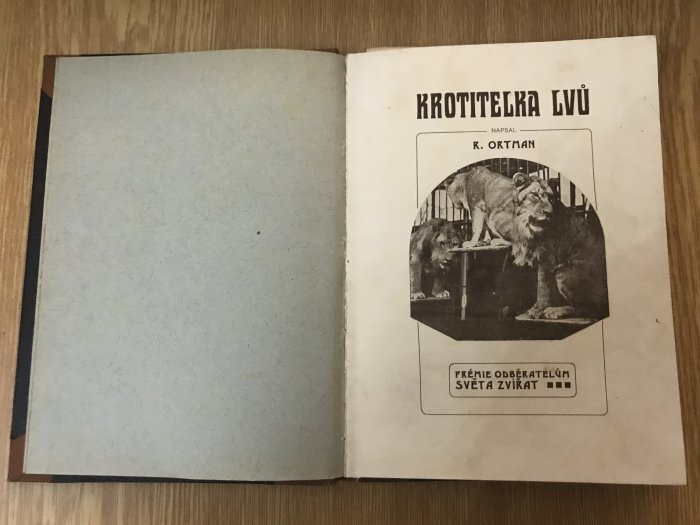 KROTITELKA LVŮ
NAPSAL
R. ORTMAN
PRÉMIE ODBĚRATELŮM
SVĚTA ZVÍŘAT